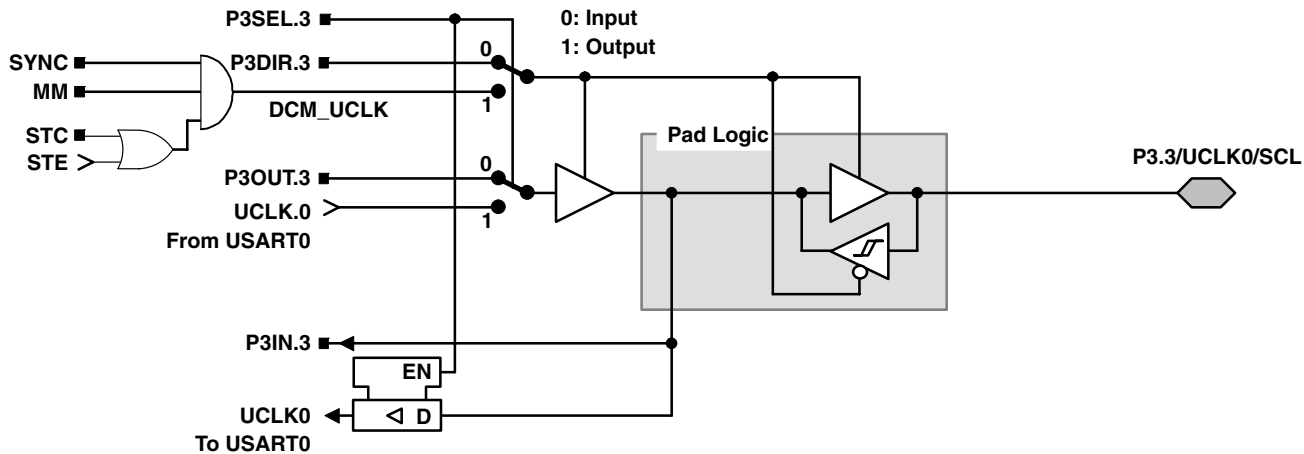 P3SEL.3
0: Input
1: Output
SYNC
P3DIR.3
0
MM
1
DCM_UCLK
STC
STE
Pad Logic
P3.3/UCLK0/SCL
P3OUT.3
0
UCLK.0
1
From USART0
P3IN.3
EN
UCLK0
D
To USART0